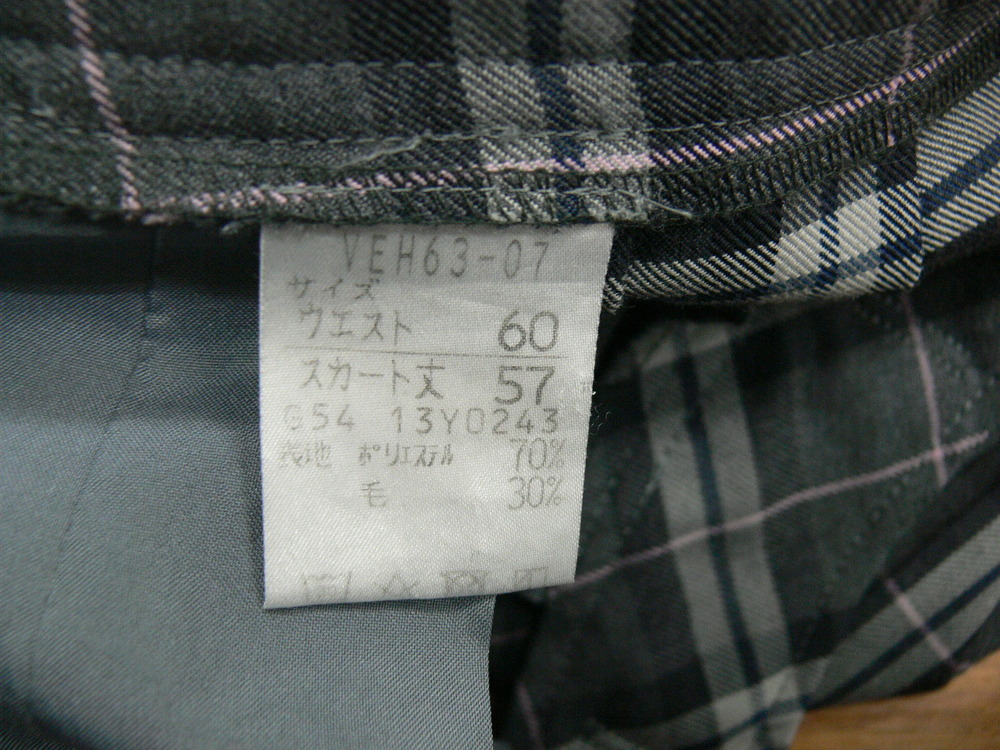 VEH63-07
サイズ
ウエスト 60
スカート丈 57
G54 13Y0243
表地 ポリエステル 70%
毛 30%